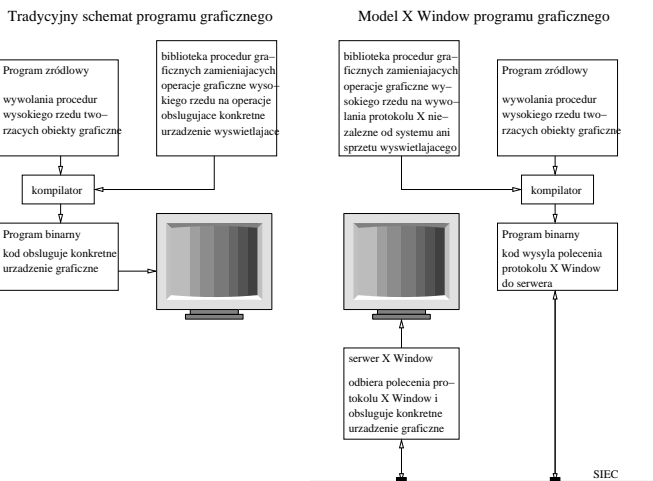 Tradycyjny schemat programu graficznego
Program zródlowy
wywolania procedur
wysokiego rzedu two–
rzacych obiekty graficzne
biblioteka procedur gra–
ficznych zamieniajacych
operacje graficzne wyso–
kiego rzedu na operacje
obslugujace konkretne
urzadzenie wyswietlajace
kompilator
Program binarny
kod obsluguje konkretne
urzadzenie graficzne
Model X Window programu graficznego
biblioteka procedur gra–
ficznych zamieniajacych
operacje graficzne wy–
sokiego rzedu na wywo–
lania protokolu X nie–
zalezne od systemu ani
sprzetu wyswietlajacego
Program zródlowy
wywolania procedur
wysokiego rzedu two–
rzacych obiekty graficzne
kompilator
Program binarny
kod wysyla polecenia
protokolu X Window
do serwera
serwer X Window
odbiera polecenia pro–
tokolu X Window i
obsluguje konkretne
urzadzenie graficzne
SIEC